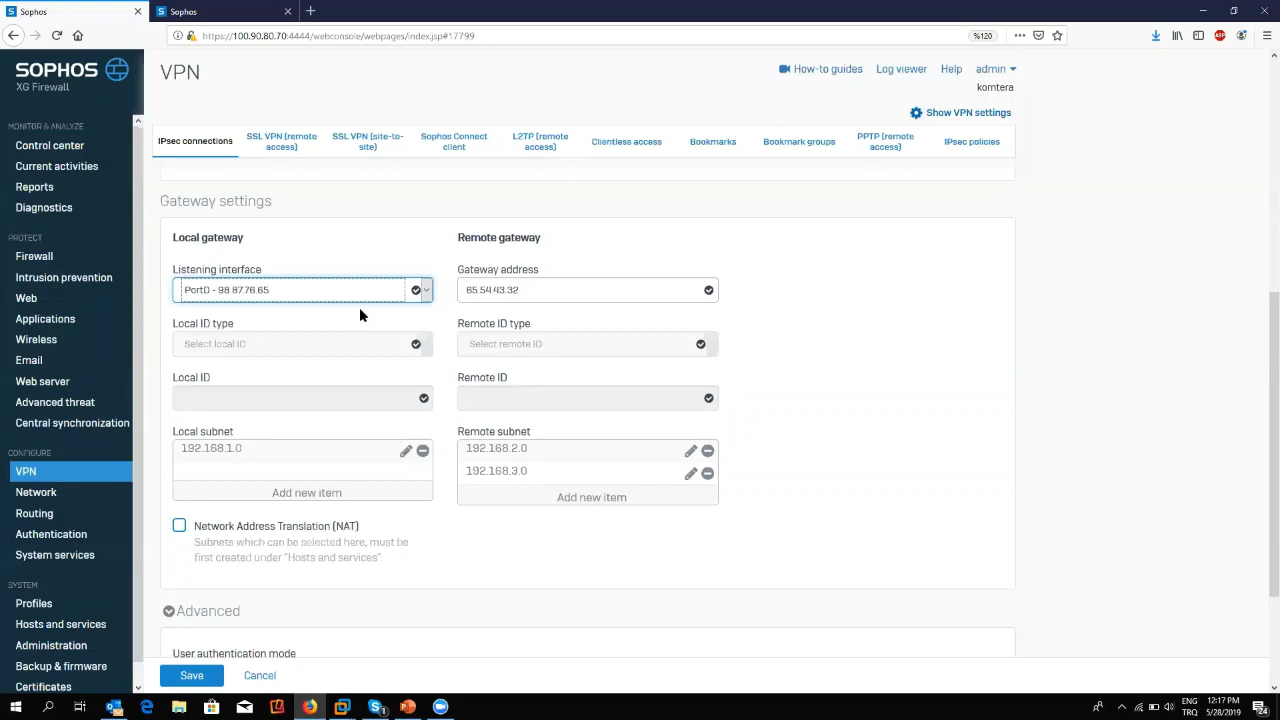 Sophos
Sophos
https://100.90.80.70:4444/webconsole/webpages/index.jsp#17799
%120
SOPHOS
XG Firewall
MONITOR & ANALYZE
Control center
Current activities
Reports
Diagnostics
PROTECT
Firewall
Intrusion prevention
Web
Applications
Wireless
Email
Web server
Advanced threat
Central synchronization
CONFIGURE
VPN
Network
Routing
Authentication
System services
SYSTEM
Profiles
Hosts and services
Administration
Backup & firmware
Certificates
VPN
How-to guides
Log viewer
Help
admin
komtera
Show VPN settings
IPsec connections
SSL VPN (remote
access)
SSL VPN (site-to-
site)
Sophos Connect
client
L2TP (remote
access)
Clientless access
Bookmarks
Bookmark groups
PPTP (remote
access)
IPsec policies
Gateway settings
Local gateway
Remote gateway
Listening interface
Gateway address
PortD - 98.87.76.65
65.54.43.32
Local ID type
Remote ID type
Select local ID
Select remote ID
Local ID
Remote ID
Local subnet
Remote subnet
192.168.1.0
192.168.2.0
192.168.3.0
Add new item
Add new item
Network Address Translation (NAT)
Subnets which can be selected here, must be
first created under "Hosts and services".
Advanced
User authentication mode
Save
Cancel
ENG
TRQ
12:17 PM
5/28/2019
24